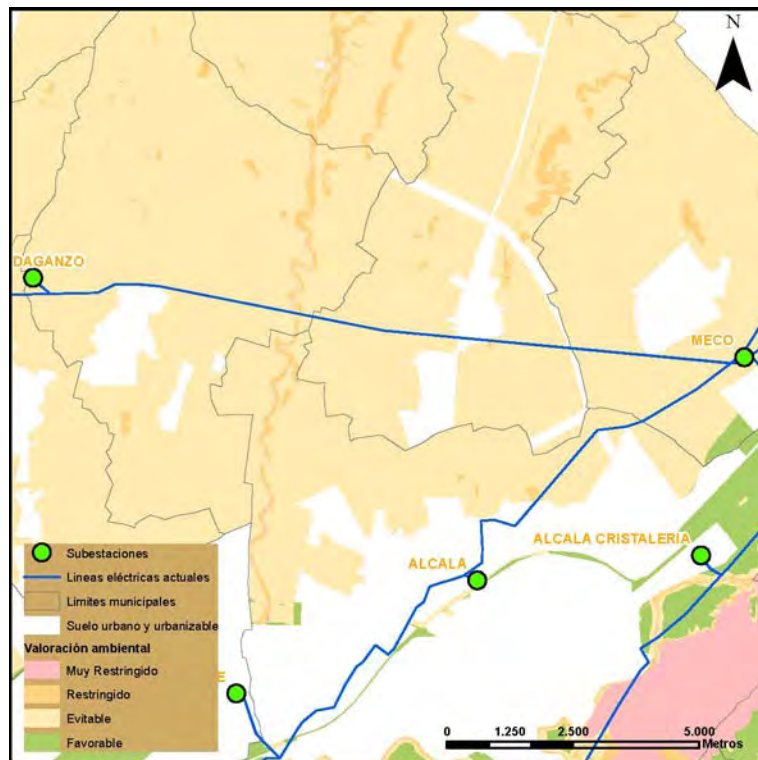 N
DAGANZO
MECO
ALCALA CRISTALERIA
ALCALA
E
Subestaciones
Lineas eléctricas actuales
Limites municipales
Suelo urbano y urbanizable
Valoración ambiental
Muy Restringido
Restringido
Evitable
Favorable
0 1.250 2.500 5.000
Metros